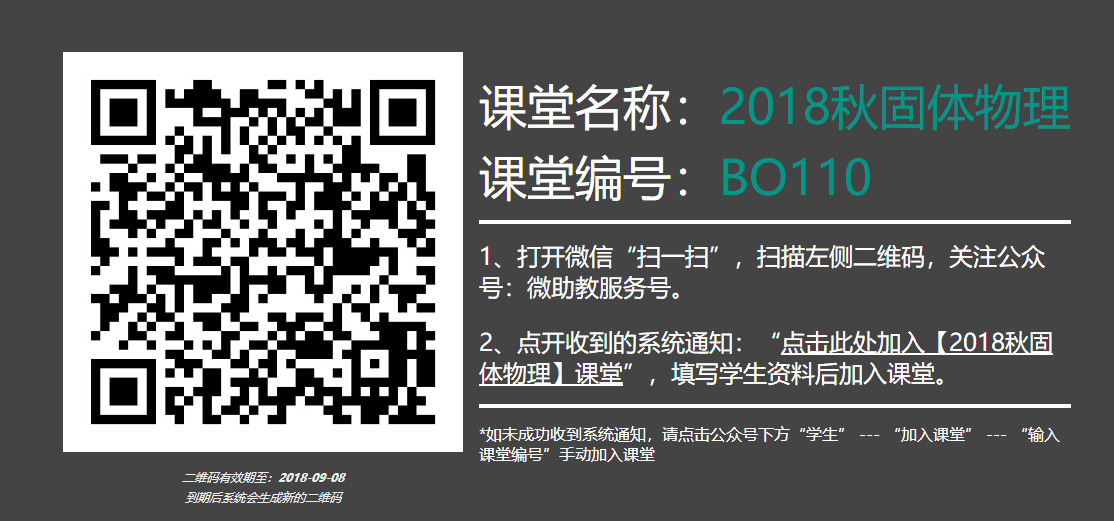 课堂名称：2018秋固体物理
课堂编号：BO110
1、打开微信“扫一扫”，扫描左侧二维码，关注公众
号：微助教服务号。
2、点开收到的系统通知：“点击此处加入【2018秋固
体物理】课堂”，填写学生资料后加入课堂。
*如未成功收到系统通知，请点击公众号下方“学生” --- “加入课堂” --- “输入
课堂编号”手动加入课堂
二维码有效期至：2018-09-08
到期后系统会生成新的二维码